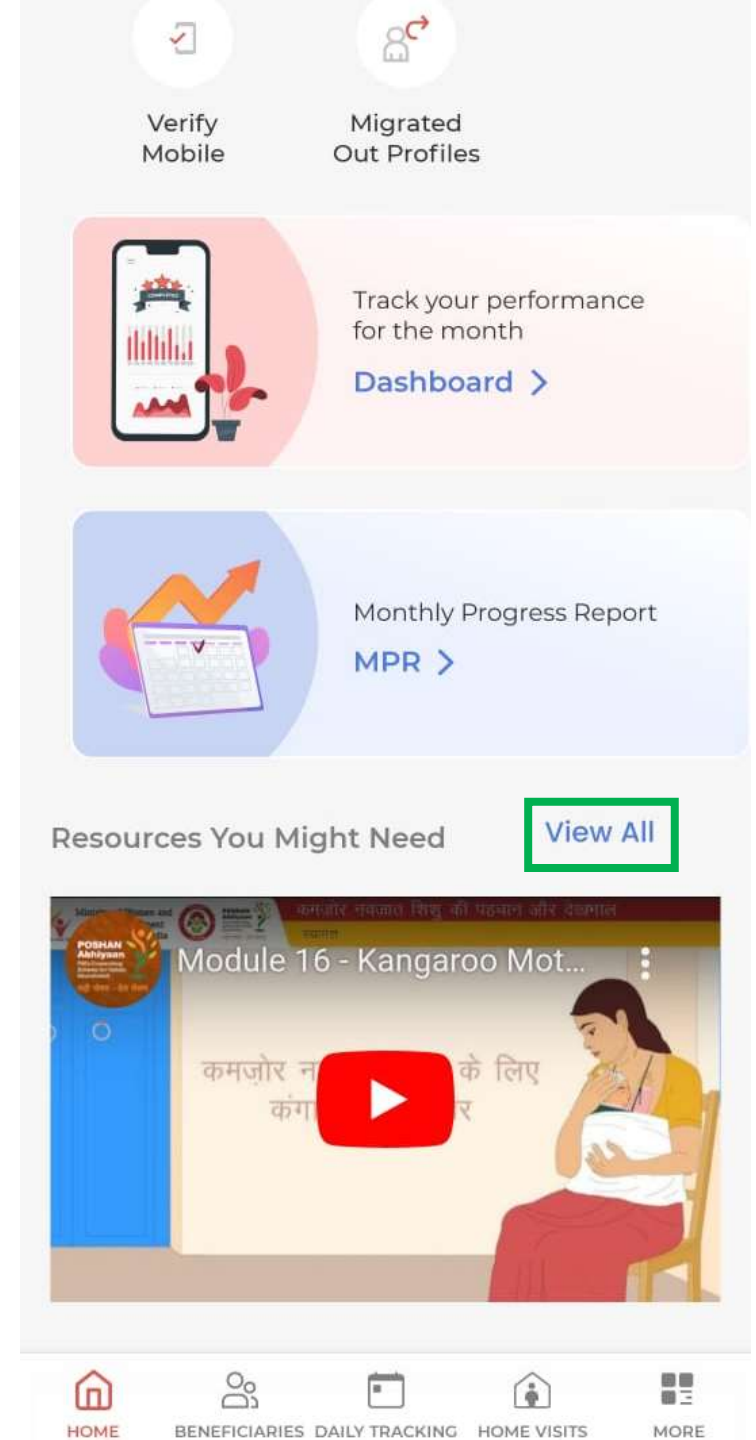 Verify
Mobile
Migrated
Out Profiles
COMPLETED
Track your performance
for the month
Dashboard
Monthly Progress Report
MPR
Resources You Might Need
View All
कमजोर नवजात शिशु की पहचान और देखभाल
POSHAN
Abhiyaan
Module 16 - Kangaroo Mot...
कमज़ोर न के लिए
कंगा र
HOME
BENEFICIARIES
DAILY TRACKING
HOME VISITS
MORE